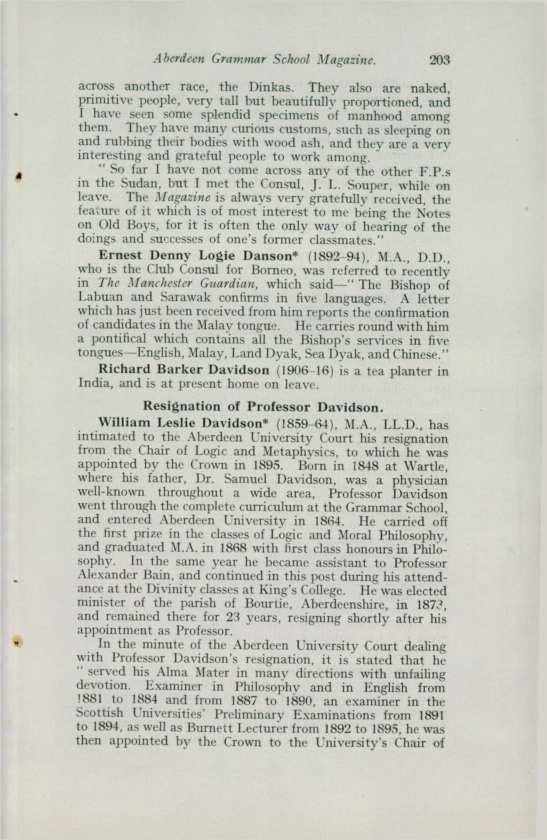 Aberdeen Grammar School Magazine. 203
across another race, the Dinkas. They also are naked,
primitive people, very tall but beautifully proportioned, and
I have seen some splendid specimens of manhood among
them. They have many curious customs, such as sleeping on
and rubbing their bodies with wood ash, and they are a very
interesting and grateful people to work among.
" So far I have not come across any of the other F.P.s
in the Sudan, but I met the Consul, J. L. Souper, while on
leave. The Magazine is always very gratefully received, the
feature of it which is of most interest to me being the Notes
on Old Boys, for it is often the only way of hearing of the
doings and successes of one's former classmates."
Ernest Denny Logie Danson* (1892-94), M.A., D.D.,
who is the Club Consul for Borneo, was referred to recently
in The Manchester Guardian, which said—" The Bishop of
Labuan and Sarawak confirms in five languages. A letter
which has just been received from him reports the confirmation
of candidates in the Malay tongue. He carries round with him
a pontifical which contains all the Bishop's services in five
tongues—English, Malay, Land Dyak, Sea Dyak, and Chinese."
Richard Barker Davidson (1906-16) is a tea planter in
India, and is at present home on leave.
Resignation of Professor Davidson.
William Leslie Davidson* (1859-64), M.A., LL.D., has
intimated to the Aberdeen University Court his resignation
from the Chair of Logic and Metaphysics, to which he was
appointed by the Crown in 1895. Born in 1848 at Wartle,
where his father, Dr. Samuel Davidson, was a physician
well-known throughout a wide area, Professor Davidson
went through the complete curriculum at the Grammar School,
and entered Aberdeen University in 1864. He carried off
the first prize in the classes of Logic and Moral Philosophy,
and graduated M.A. in 1868 with first class honours in Philo-
sophy. In the same year he became assistant to Professor
Alexander Bain, and continued in this post during his attend-
ance at the Divinity classes at King's College. He was elected
minister of the parish of Bourtie, Aberdeenshire, in 1873,
and remained there for 23 years, resigning shortly after his
appointment as Professor.
In the minute of the Aberdeen University Court dealing
with Professor Davidson's resignation, it is stated that he
" served his Alma Mater in many directions with unfailing
devotion. Examiner in Philosophy and in English from
1881 to 1884 and from 1887 to 1890, an examiner in the
Scottish Universities' Preliminary Examinations from 1891
to 1894, as well as Burnett Lecturer from 1892 to 1895, he was
then appointed by the Crown to the University's Chair of